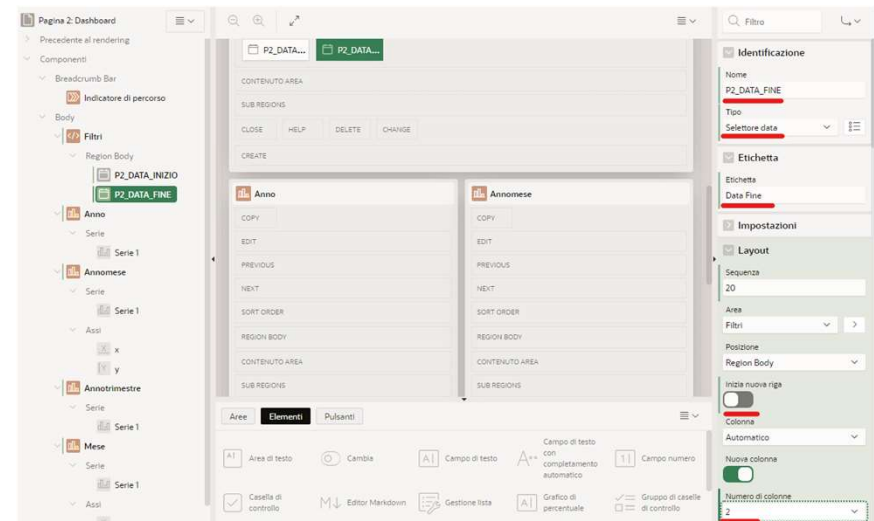 Pagina 2: Dashboard
Precedente al rendering
Componenti
Breadcrumb Bar
Indicatore di percorso
Body
Filtri
Region Body
P2_DATA_INIZIO
P2_DATA_FINE
Anno
Serie
Serie 1
Annomese
Serie
Serie 1
Assi
x
y
Annotrimestre
Serie
Serie 1
Mese
Serie
Serie 1
Assi
P2_DATA... P2_DATA...
CONTENUTO AREA
SUB REGIONS
CLOSE HELP DELETE CHANGE
CREATE
Anno
COPY
EDIT
PREVIOUS
NEXT
SORT ORDER
REGION BODY
CONTENUTO AREA
SUB REGIONS
Annomese
COPY
EDIT
PREVIOUS
NEXT
SORT ORDER
REGION BODY
CONTENUTO AREA
SUB REGIONS
Aree Elementi Pulsanti
Area di testo
Cambia
Campo di testo
Campo di testo
con
completamento
automatico
Campo numero
Casella di
controllo
Editor Markdown
Gestione lista
Grafico di
percentuale
Gruppo di caselle
di controllo
Filtro
Identificazione
Nome
P2_DATA_FINE
Tipo
Selettore data
Etichetta
Etichetta
Data Fine
Impostazioni
Layout
Sequenza
20
Area
Filtri
Posizione
Region Body
Inizia nuova riga
Colonna
Automatico
Nuova colonna
Numero di colonne
2